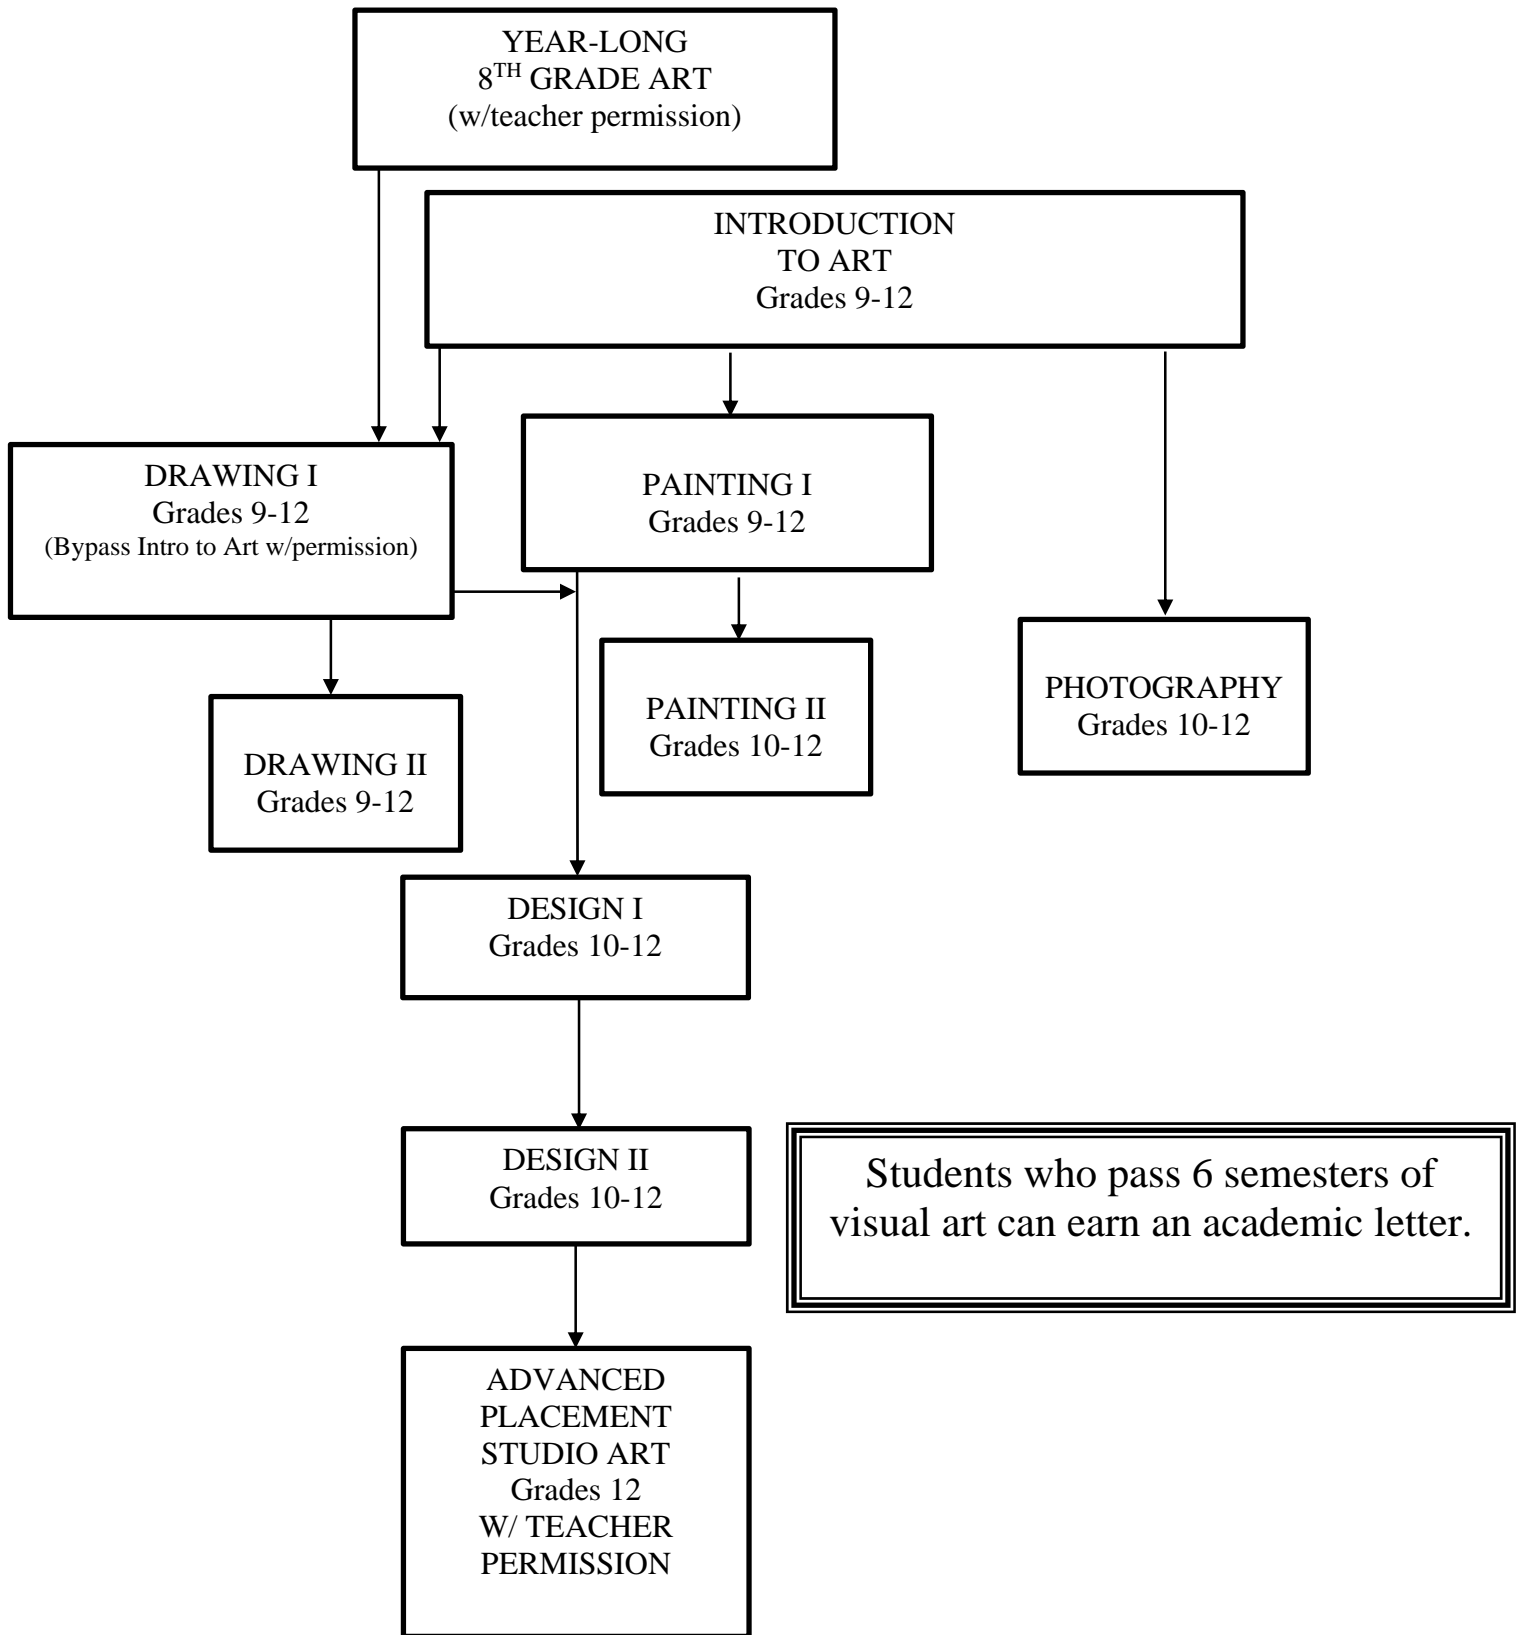 YEAR-LONG
8TH GRADE ART
(w/teacher permission)
INTRODUCTION
TO ART
Grades 9-12
DRAWING I
Grades 9-12
(Bypass Intro to Art w/permission)
PAINTING I
Grades 9-12
PHOTOGRAPHY
Grades 10-12
PAINTING II
Grades 10-12
DRAWING II
Grades 9-12
DESIGN I
Grades 10-12
DESIGN II
Grades 10-12
Students who pass 6 semesters of
visual art can earn an academic letter.
ADVANCED
PLACEMENT
STUDIO ART
Grades 12
W/ TEACHER
PERMISSION